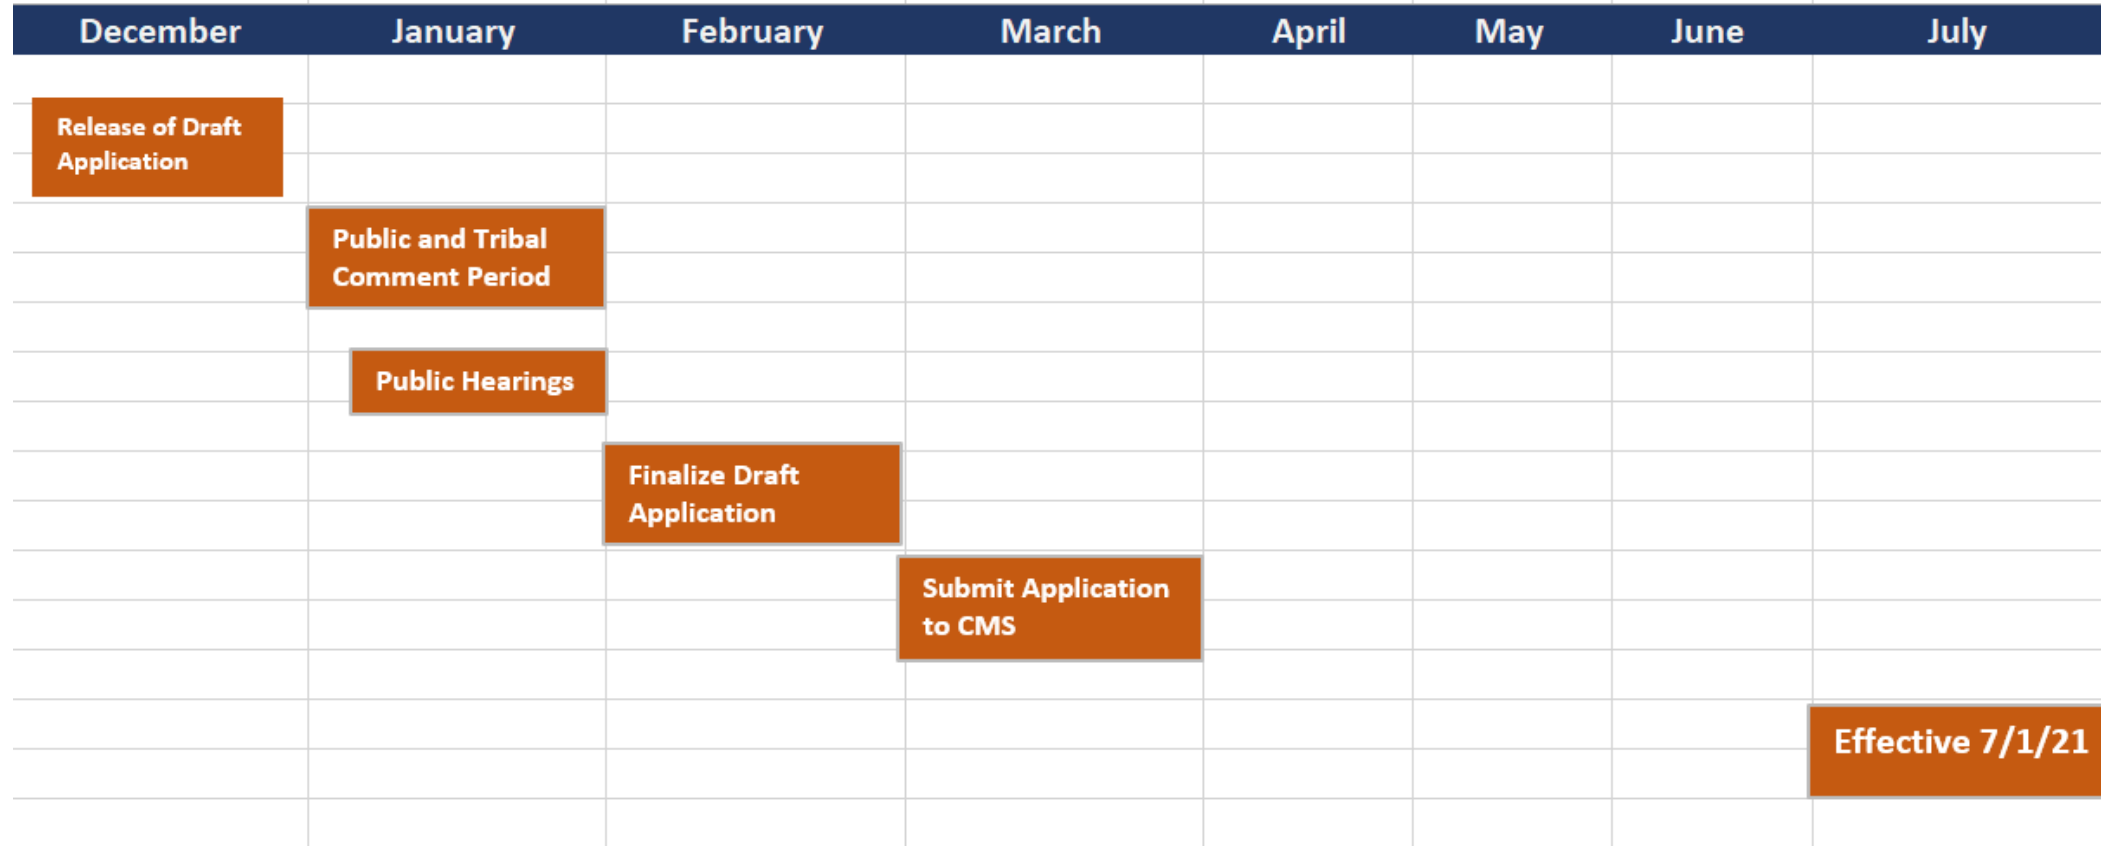 December January February March April May June July
Release of Draft
Application
Public and Tribal
Comment Period
Public Hearings
Finalize Draft
Application
Submit Application
to CMS
Effective 7/1/21